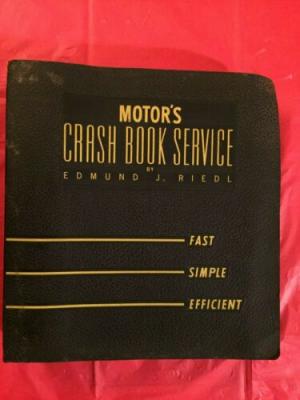 MOTOR'S
CRASH BOOK SERVICE
BY
EDMUND J. RIEDL
FAST
SIMPLE
EFFICIENT